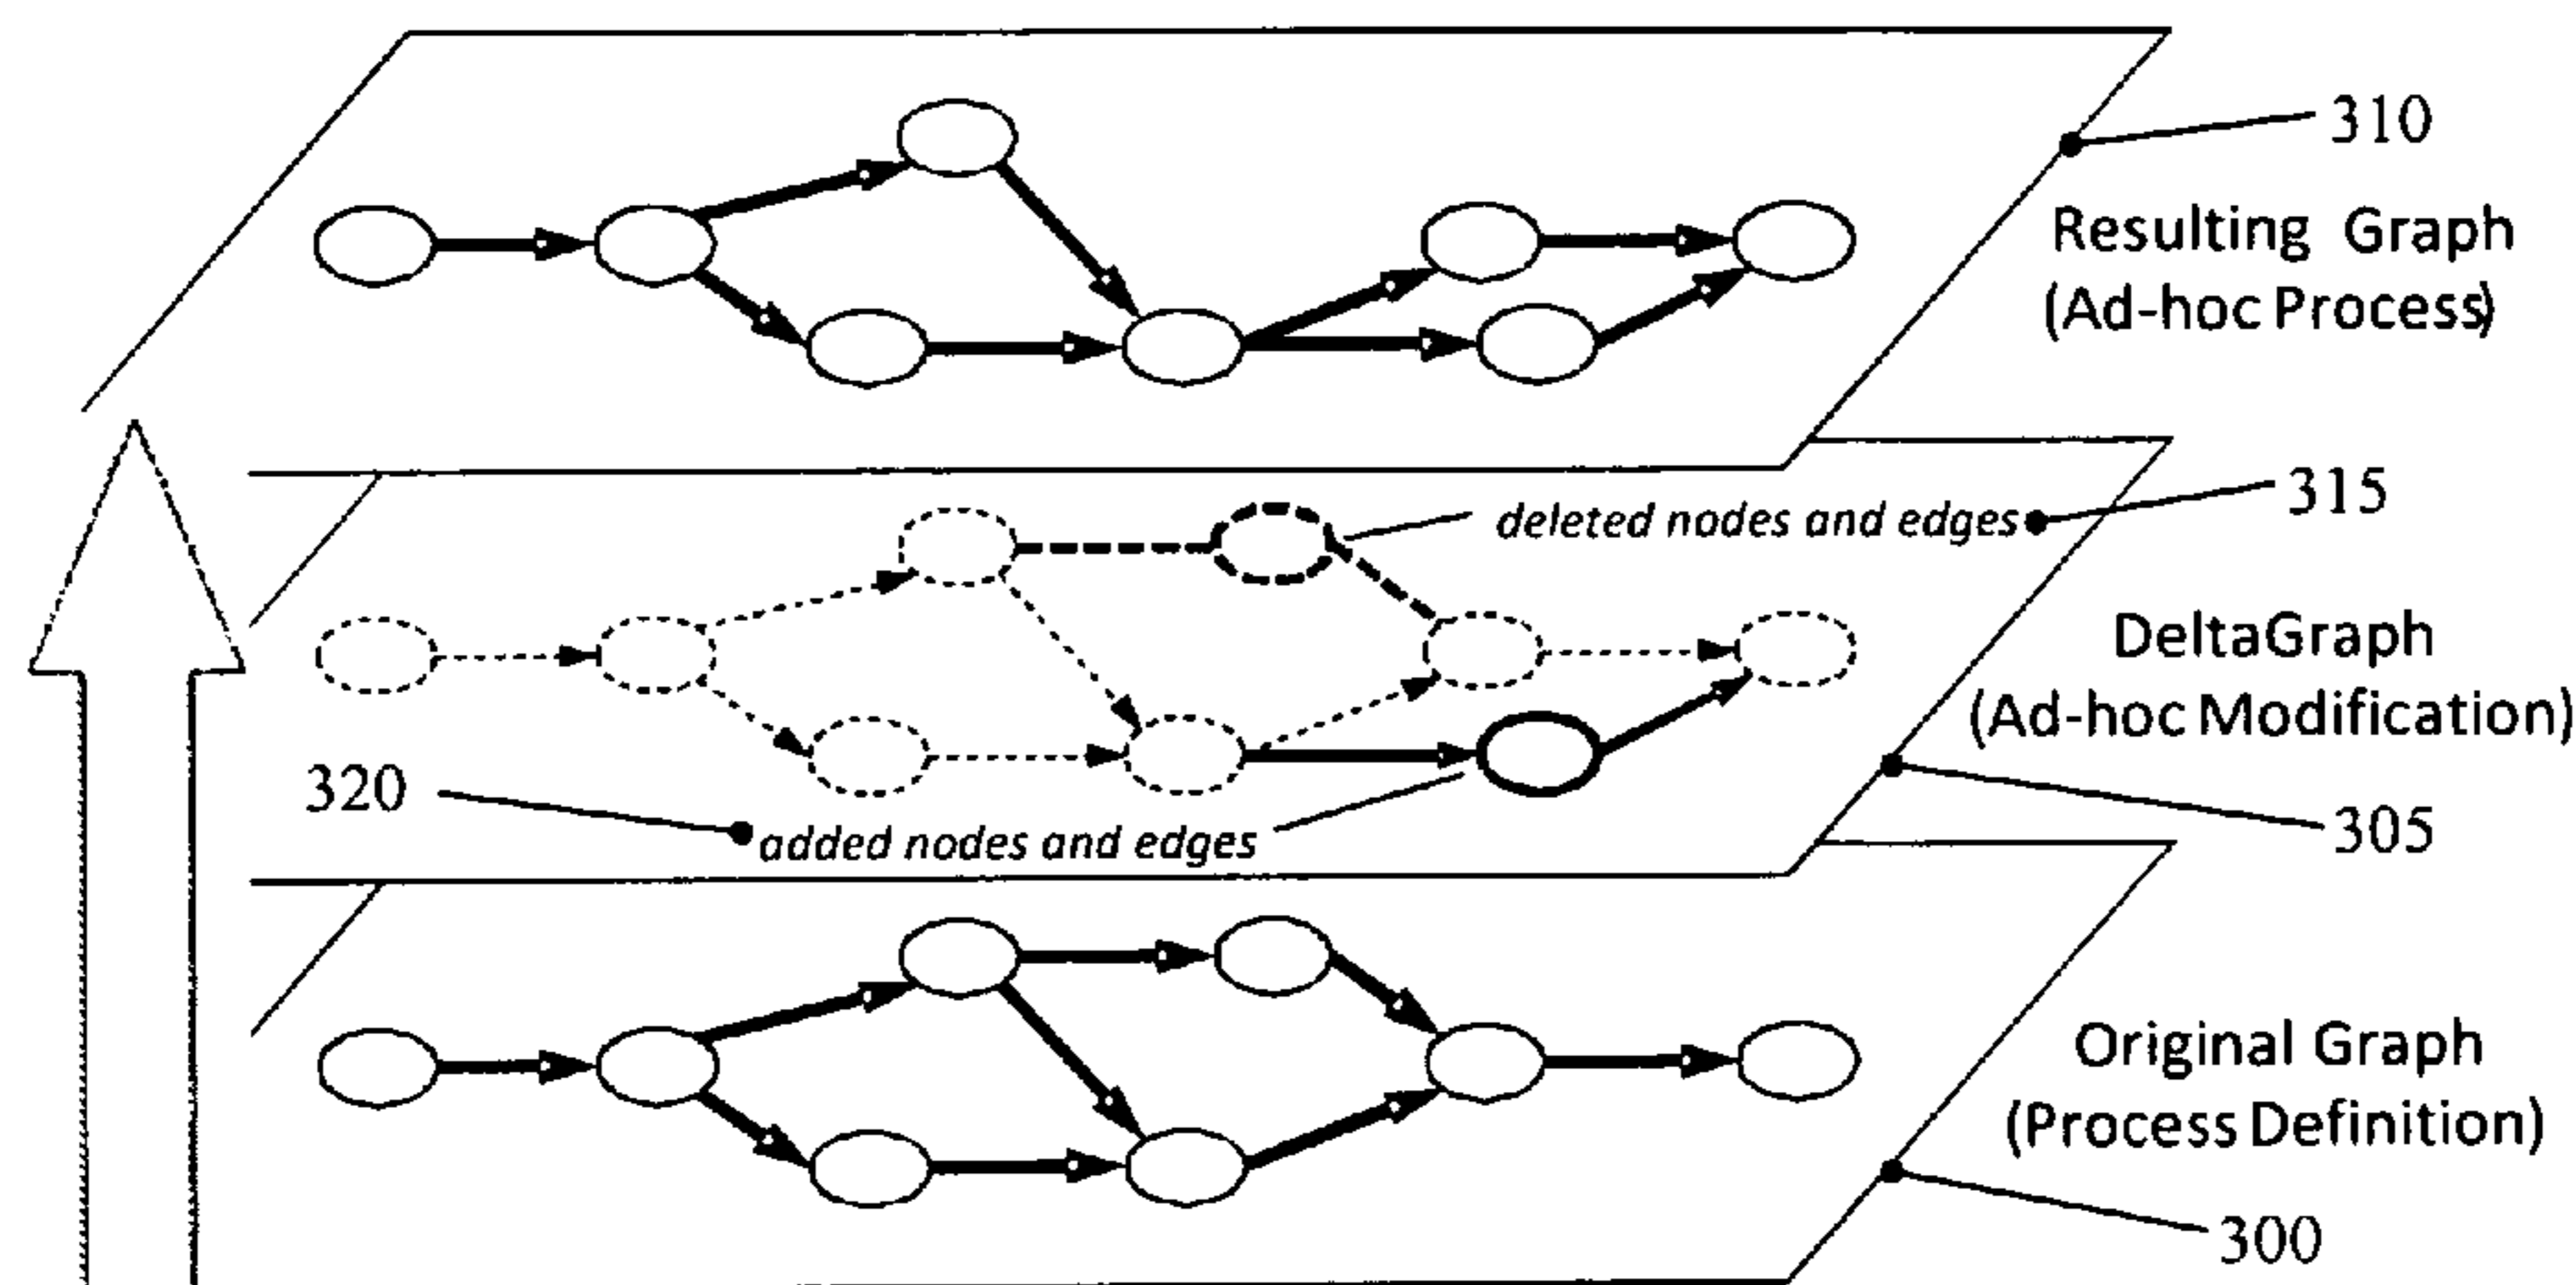 310
Resulting Graph
(Ad-hoc Process)
315
deleted nodes and edges
DeltaGraph
(Ad-hoc Modification)
320
305
added nodes and edges
Original Graph
(Process Definition)
300